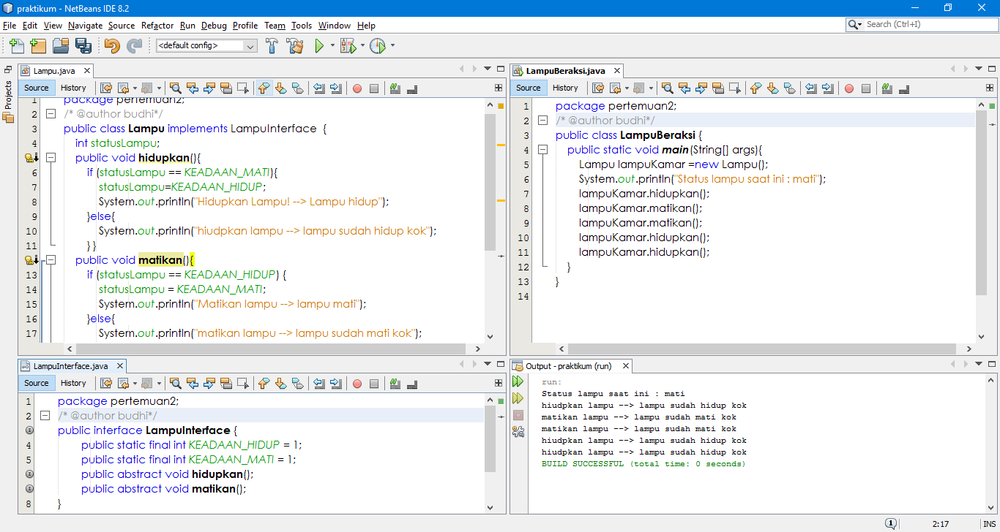 praktikum - NetBeans IDE 8.2
File Edit View Navigate Source Refactor Run Debug Profile Team Tools Window Help
Search (Ctrl+I)
<default config>
Projects
Lampu.java
Source History
1 package pertemuan2;
2 /* @author budhi*/
3 public class Lampu implements LampuInterface {
4 int statusLampu;
public void hidupkan(){
6 if (statusLampu == KEADAAN_MATI){
7 statusLampu=KEADAAN_HIDUP;
8 System.out.println("Hidupkan Lampu! --> Lampu hidup");
9 }else{
10 System.out.println("hiudpkan lampu --> lampu sudah hidup kok");
11 } }
public void matikan(){
13 if (statusLampu == KEADAAN_HIDUP) {
14 statusLampu = KEADAAN_MATI;
15 System.out.println("Matikan lampu --> lampu mati");
16 }else{
17 System.out.println("matikan lampu --> lampu sudah mati kok");
LampuBeraksi.java
Source History
1 package pertemuan2;
2 /* @author budhi*/
3 public class LampuBeraksi {
4 public static void main(String[] args){
5 Lampu lampuKamar =new Lampu();
6 System.out.println("Status lampu saat ini : mati");
7 lampuKamar.hidupkan();
8 lampuKamar.matikan();
9 lampuKamar.matikan();
10 lampuKamar.hidupkan();
11 lampuKamar.hidupkan();
12 }
13 }
14
LampuInterface.java
Source History
1 package pertemuan2;
2 /* @author budhi*/
public interface LampuInterface {
4 public static final int KEADAAN_HIDUP = 1;
5 public static final int KEADAAN_MATI = 1;
public abstract void hidupkan();
public abstract void matikan();
8 }
Output - praktikum (run)
run:
Status lampu saat ini : mati
hiudpkan lampu --> lampu sudah hidup kok
matikan lampu --> lampu sudah mati kok
matikan lampu --> lampu sudah mati kok
hiudpkan lampu --> lampu sudah hidup kok
hiudpkan lampu --> lampu sudah hidup kok
BUILD SUCCESSFUL (total time: 0 seconds)
1 2:17 INS